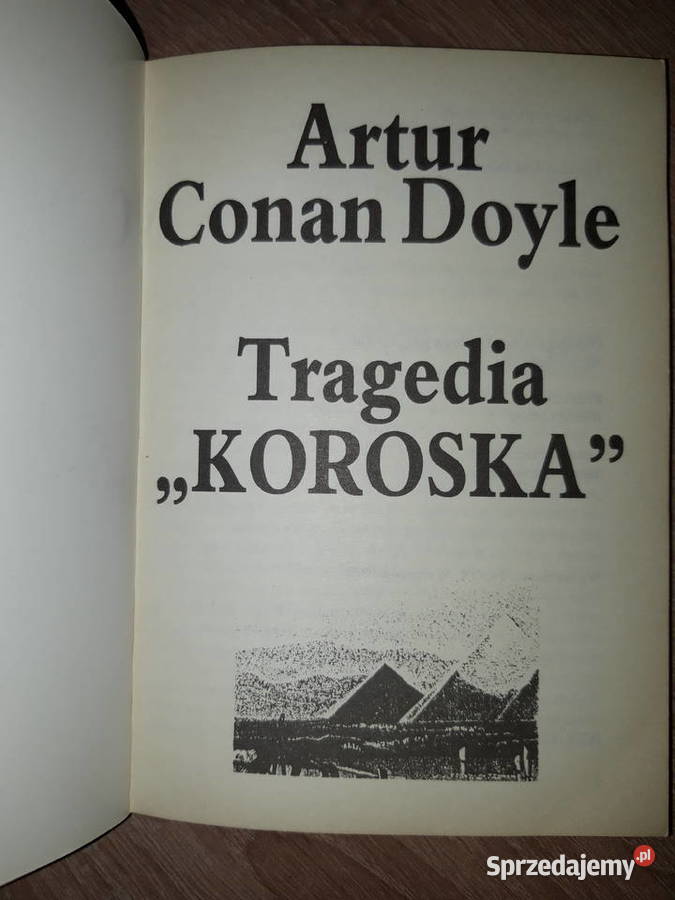 Artur
Conan Doyle
Tragedia
„KOROSKA”
Sprzedajemy.pl